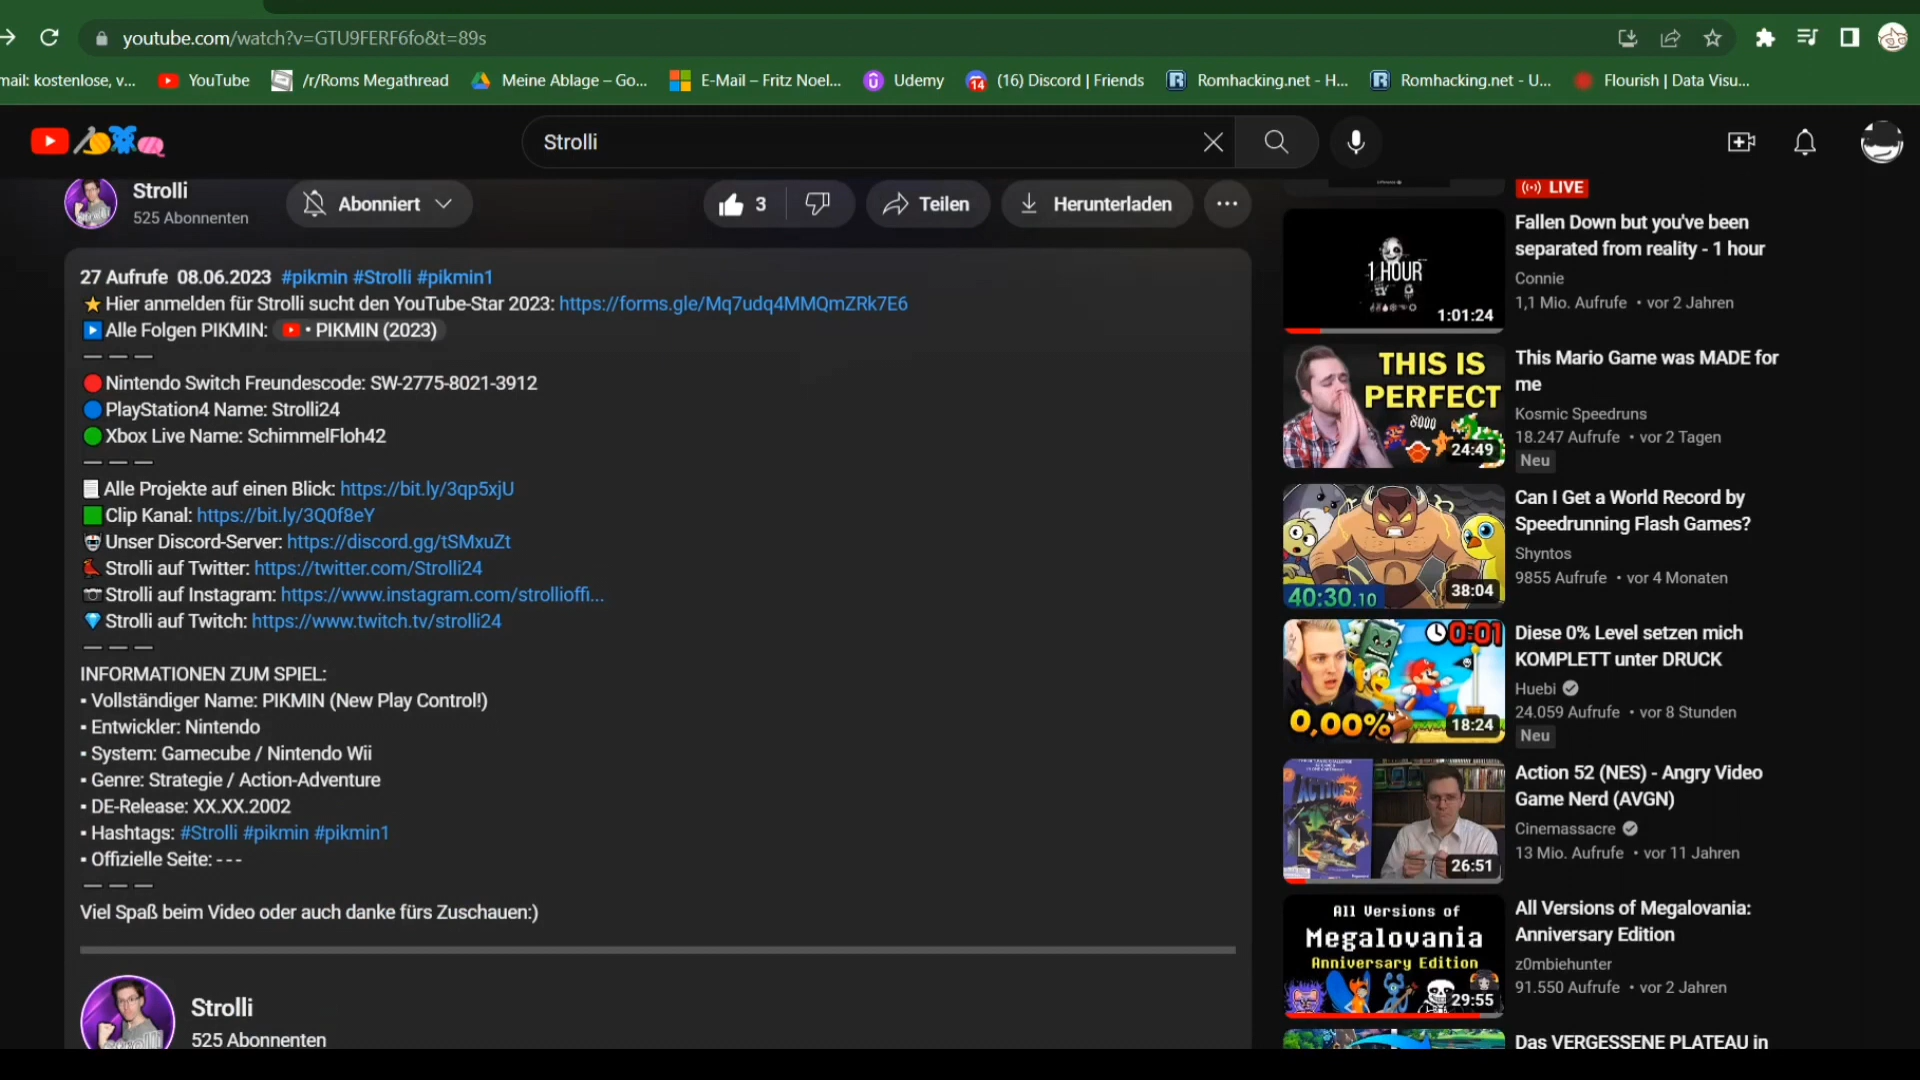 youtube.com/watch?v=GTU9FERF6fo&t=89s
nail: kostenlose, v... YouTube /r/Roms Megathread Meine Ablage – Go... E-Mail – Fritz Noel... Udemy 14 (16) Discord | Friends Romhacking.net - H... Romhacking.net - U... Flourish | Data Visu...
Strolli
Strolli
525 Abonnenten
Abonniert
3
Teilen
Herunterladen
27 Aufrufe 08.06.2023 #pikmin #Strolli #pikmin1
Hier anmelden für Strolli sucht den YouTube-Star 2023: https://forms.gle/Mq7udq4MMQmZRk7E6
Alle Folgen PIKMIN: • PIKMIN (2023)
— — —
Nintendo Switch Freundescode: SW-2775-8021-3912
PlayStation4 Name: Strolli24
Xbox Live Name: SchimmelFloh42
— — —
Alle Projekte auf einen Blick: https://bit.ly/3qp5xjU
Clip Kanal: https://bit.ly/3Q0f8eY
Unser Discord-Server: https://discord.gg/tSMxuZt
Strolli auf Twitter: https://twitter.com/Strolli24
Strolli auf Instagram: https://www.instagram.com/strollioffi...
Strolli auf Twitch: https://www.twitch.tv/strolli24
— — —
INFORMATIONEN ZUM SPIEL:
▪ Vollständiger Name: PIKMIN (New Play Control!)
▪ Entwickler: Nintendo
▪ System: Gamecube / Nintendo Wii
▪ Genre: Strategie / Action-Adventure
▪ DE-Release: XX.XX.2002
▪ Hashtags: #Strolli #pikmin #pikmin1
▪ Offizielle Seite: - - -
— — —
Viel Spaß beim Video oder auch danke fürs Zuschauen:)
Strolli
525 Abonnenten
LIVE
1 HOUR
1:01:24
Fallen Down but you've been
separated from reality - 1 hour
Connie
1,1 Mio. Aufrufe • vor 2 Jahren
THIS IS
PERFECT
24:49
This Mario Game was MADE for
me
Kosmic Speedruns
18.247 Aufrufe • vor 2 Tagen
Neu
40:30.10
38:04
Can I Get a World Record by
Speedrunning Flash Games?
Shyntos
9855 Aufrufe • vor 4 Monaten
0:01
0,00%
18:24
Diese 0% Level setzen mich
KOMPLETT unter DRUCK
Huebi
24.059 Aufrufe • vor 8 Stunden
Neu
ACTION 52
26:51
Action 52 (NES) - Angry Video
Game Nerd (AVGN)
Cinemassacre
13 Mio. Aufrufe • vor 11 Jahren
All Versions of
Megalovania
Anniversary Edition
29:55
All Versions of Megalovania:
Anniversary Edition
z0mbiehunter
91.550 Aufrufe • vor 2 Jahren
Das VERGESSENE PLATEAU in